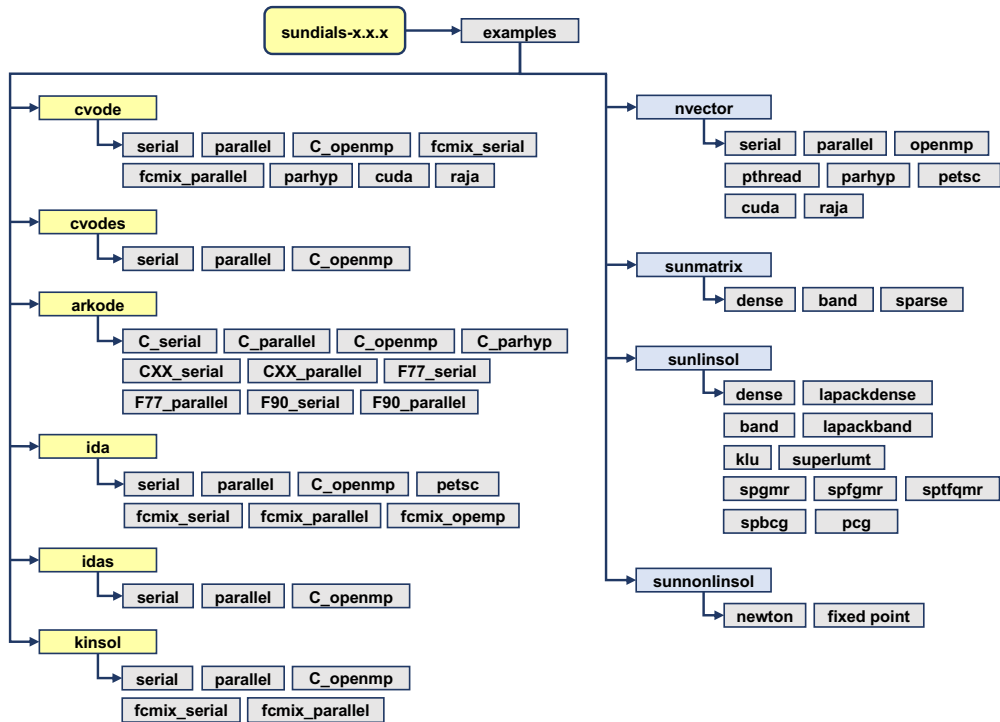 sundials-x.x.x examples
cvode
serial parallel C_openmp fcmix_serial
fcmix_parallel parhyp cuda raja
cvodes
serial parallel C_openmp
arkode
C_serial C_parallel C_openmp C_parhyp
CXX_serial CXX_parallel F77_serial
F77_parallel F90_serial F90_parallel
ida
serial parallel C_openmp petsc
fcmix_serial fcmix_parallel fcmix_opemp
idas
serial parallel C_openmp
kinsol
serial parallel C_openmp
fcmix_serial fcmix_parallel
nvector
serial parallel openmp
pthread parhyp petsc
cuda raja
sunmatrix
dense band sparse
sunlinsol
dense lapackdense
band lapackband
klu superlumt
spgmr spfgmr sptfqmr
spbcg pcg
sunnonlinsol
newton fixed point